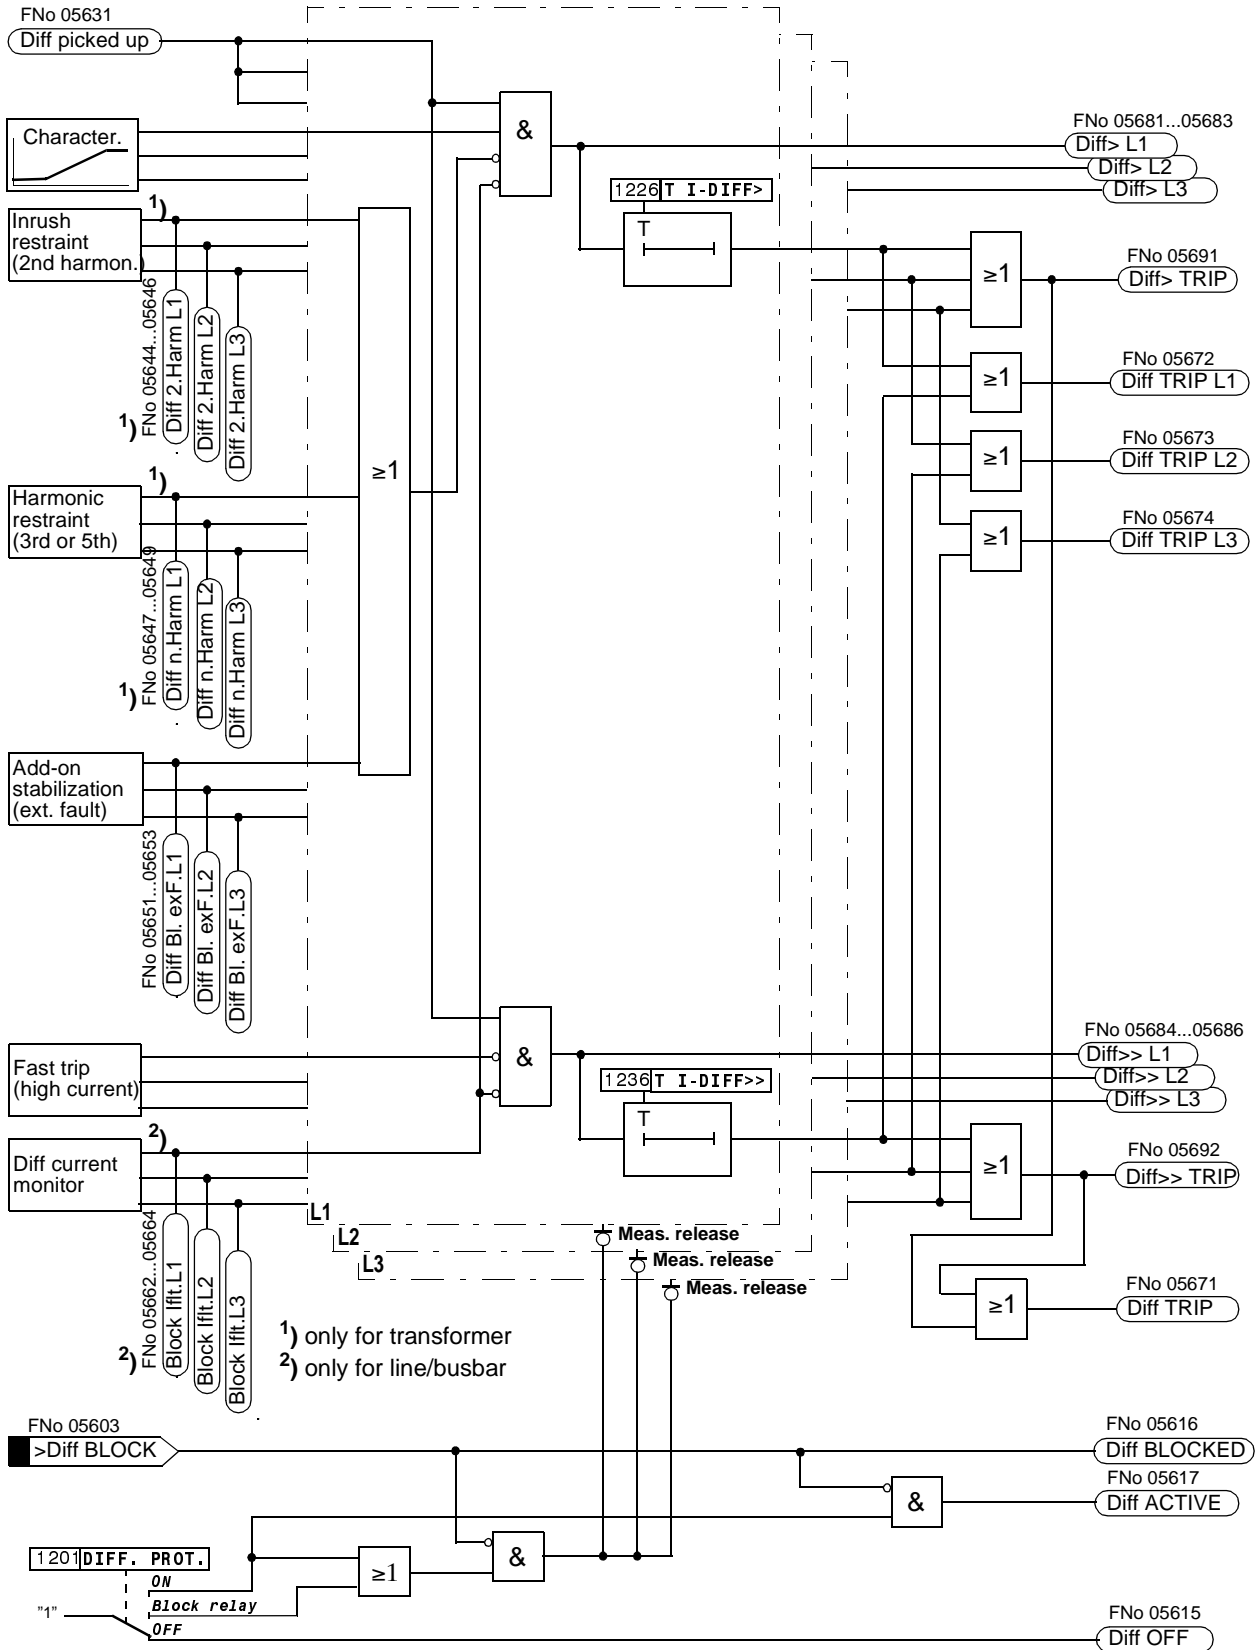 FNo 05631
Diff picked up
&
Character.
FNo 05681...05683
Diff> L1
Diff> L2
Diff> L3
1226 T I-DIFF>
T
Inrush
restraint
(2nd harmon.)
1)
FNo 05644...05646
1)
Diff 2.Harm L1
Diff 2.Harm L2
Diff 2.Harm L3
≥1
FNo 05691
Diff> TRIP
≥1
FNo 05672
Diff TRIP L1
≥1
FNo 05673
Diff TRIP L2
≥1
FNo 05674
Diff TRIP L3
≥1
Harmonic
restraint
(3rd or 5th)
1)
FNo 05647...05649
1)
Diff n.Harm L1
Diff n.Harm L2
Diff n.Harm L3
Add-on
stabilization
(ext. fault)
FNo 05651...05653
Diff Bl. exF.L1
Diff Bl. exF.L2
Diff Bl. exF.L3
Fast trip
(high current)
&
FNo 05684...05686
Diff>> L1
Diff>> L2
Diff>> L3
1236 T I-DIFF>>
T
≥1
FNo 05692
Diff>> TRIP
Diff current
monitor
2)
FNo 05662...05664
2)
Block Iflt.L1
Block Iflt.L2
Block Iflt.L3
L1
L2
L3
Meas. release
Meas. release
Meas. release
≥1
FNo 05671
Diff TRIP
1) only for transformer
2) only for line/busbar
FNo 05603
>Diff BLOCK
FNo 05616
Diff BLOCKED
&
FNo 05617
Diff ACTIVE
1201 DIFF. PROT.
ON
Block relay
OFF
"1"
≥1
&
FNo 05615
Diff OFF